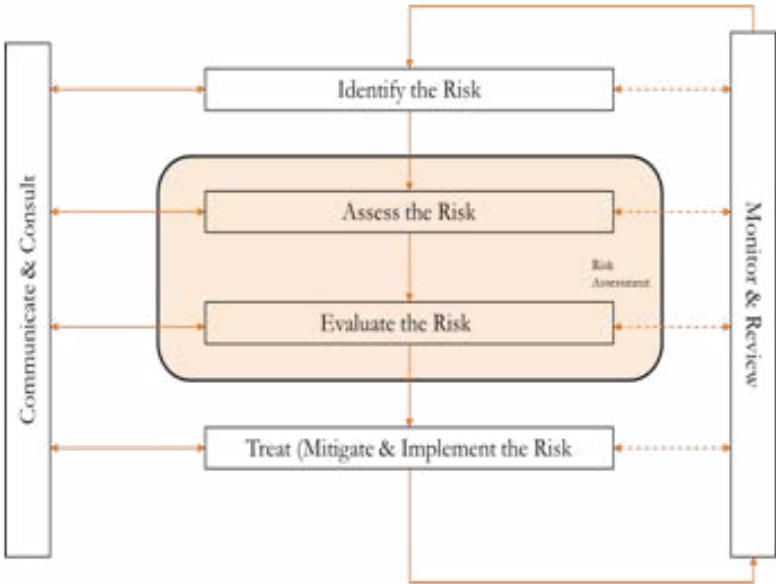 Identify the Risk
Communicate & Consult
Assess the Risk
Monitor & Review
Risk
Assessment
Evaluate the Risk
Treat (Mitigate & Implement the Risk